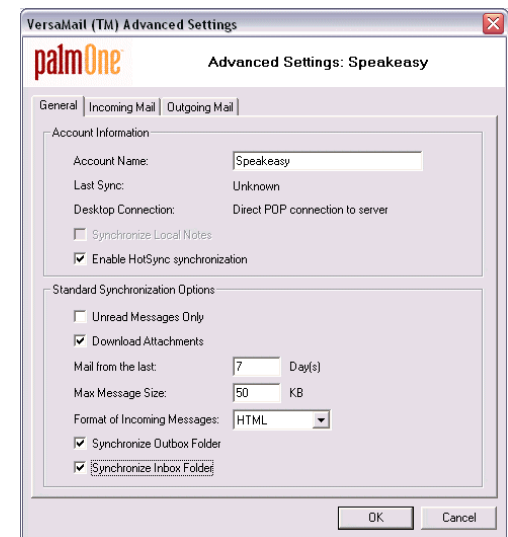 VersaMail (TM) Advanced Settings
palmOne
Advanced Settings: Speakeasy
General Incoming Mail Outgoing Mail
Account Information
Account Name: Speakeasy
Last Sync: Unknown
Desktop Connection: Direct POP connection to server
Synchronize Local Notes
Enable HotSync synchronization
Standard Synchronization Options
Unread Messages Only
Download Attachments
Mail from the last: 7 Day(s)
Max Message Size: 50 KB
Format of Incoming Messages: HTML
Synchronize Outbox Folder
Synchronize Inbox Folder
OK Cancel